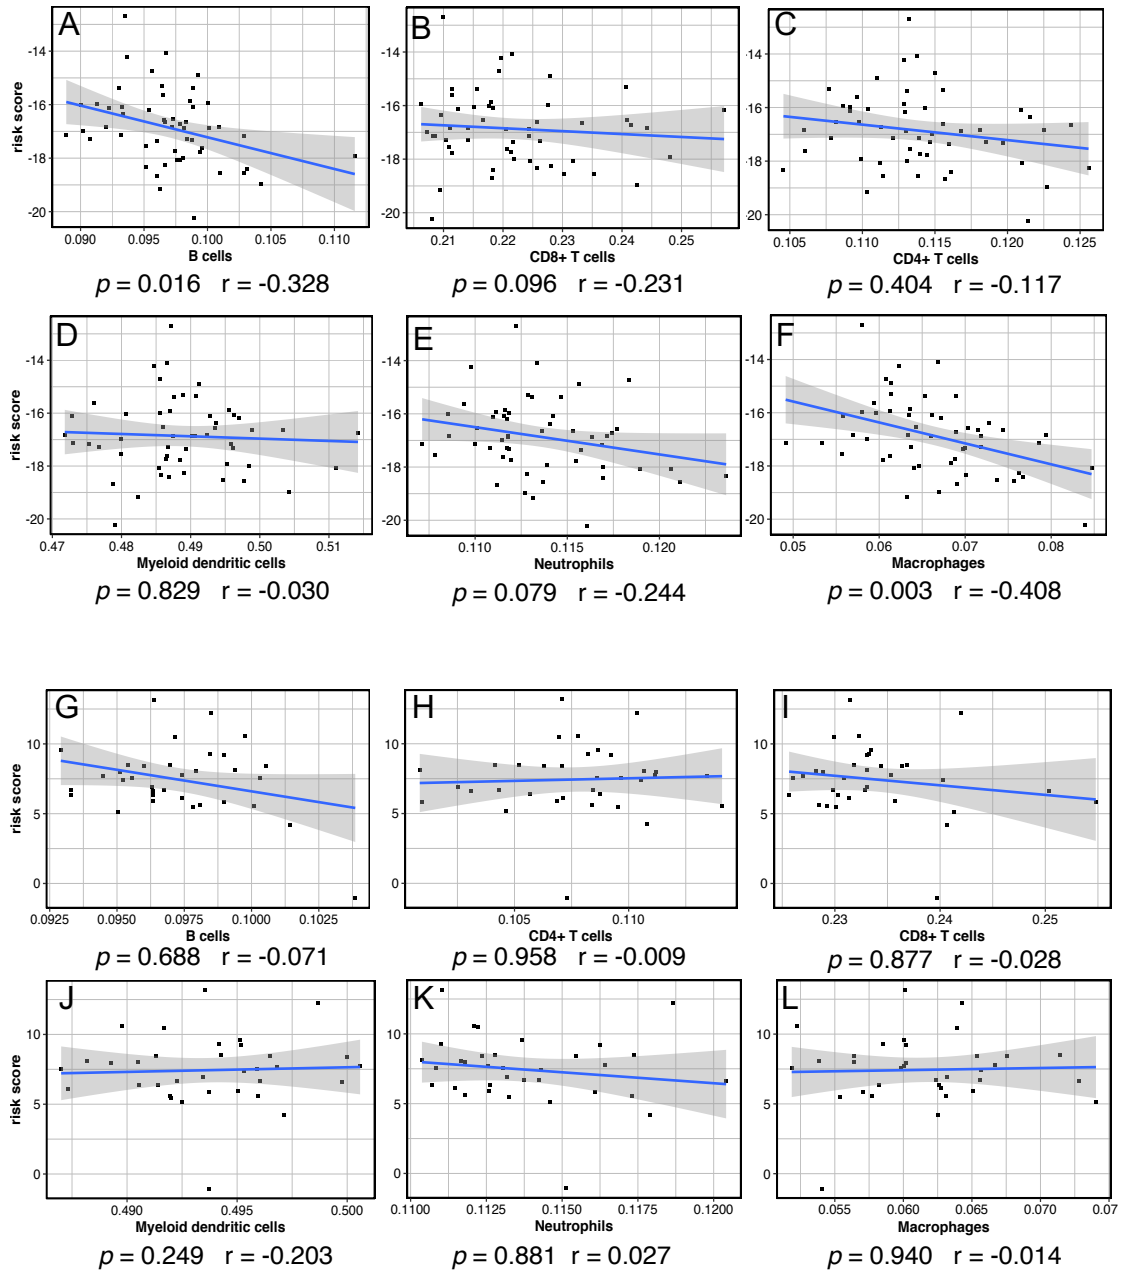 A B C
risk score
-14 -16 -18 -20
0.090 0.095 0.100 0.105 0.110
B cells
p = 0.016 r = -0.328
-14 -16 -18 -20
0.21 0.22 0.23 0.24 0.25
CD8+ T cells
p = 0.096 r = -0.231
-14 -16 -18 -20
0.105 0.110 0.115 0.120 0.125
CD4+ T cells
p = 0.404 r = -0.117
D E F
risk score
-14 -16 -18 -20
0.47 0.48 0.49 0.50 0.51
Myeloid dendritic cells
p = 0.829 r = -0.030
-14 -16 -18 -20
0.110 0.115 0.120
Neutrophils
p = 0.079 r = -0.244
-14 -16 -18 -20
0.05 0.06 0.07 0.08
Macrophages
p = 0.003 r = -0.408
G H I
risk score
10 5 0
0.0925 0.0950 0.0975 0.1000 0.1025
B cells
p = 0.688 r = -0.071
10 5 0
0.105 0.110
CD4+ T cells
p = 0.958 r = -0.009
10 5 0
0.23 0.24 0.25
CD8+ T cells
p = 0.877 r = -0.028
J K L
risk score
10 5 0
0.490 0.495 0.500
Myeloid dendritic cells
p = 0.249 r = -0.203
10 5 0
0.1100 0.1125 0.1150 0.1175 0.1200
Neutrophils
p = 0.881 r = 0.027
10 5 0
0.055 0.060 0.065 0.070 0.07
Macrophages
p = 0.940 r = -0.014